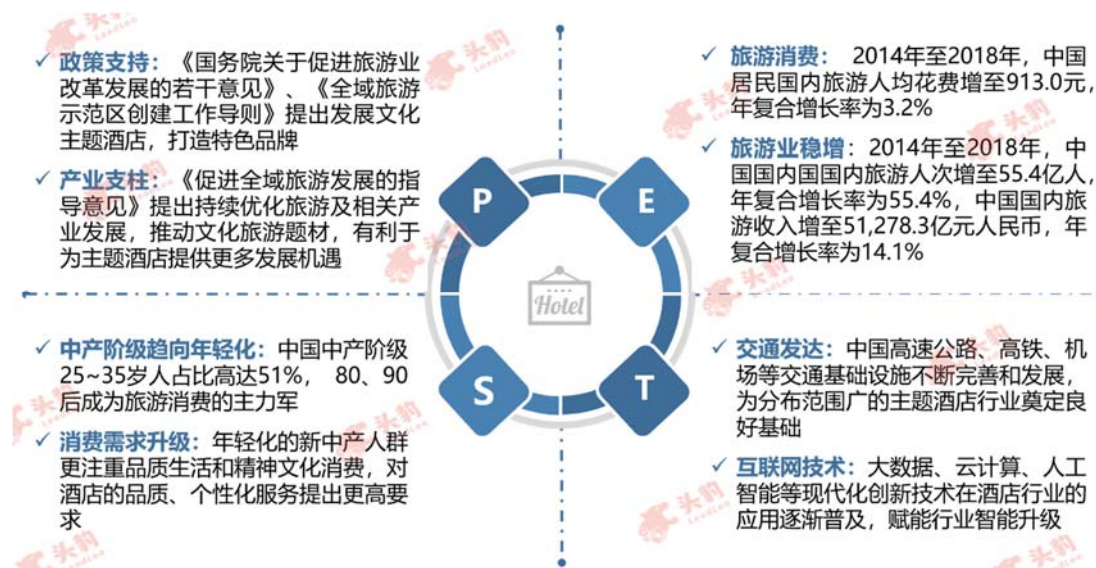 政策支持：《国务院关于促进旅游业
改革发展的若干意见》、《全域旅游
示范区创建工作导则》提出发展文化
主题酒店，打造特色品牌
产业支柱：《促进全域旅游发展的指
导意见》提出持续优化旅游及相关产
业发展，推动文化旅游题材，有利于
为主题酒店提供更多发展机遇
P
旅游消费： 2014年至2018年，中国
居民国内旅游人均花费增至913.0元，
年复合增长率为3.2%
旅游业稳增：2014年至2018年，中
国国内国国内旅游人次增至55.4亿人，
年复合增长率为55.4%，中国国内旅
游收入增至51,278.3亿元人民币，年
复合增长率为14.1%
E
Hotel
中产阶级趋向年轻化：中国中产阶级
25~35岁人占比高达51%， 80、90
后成为旅游消费的主力军
消费需求升级：年轻化的新中产人群
更注重品质生活和精神文化消费，对
酒店的品质、个性化服务提出更高要
求
S
交通发达：中国高速公路、高铁、机
场等交通基础设施不断完善和发展，
为分布范围广的主题酒店行业奠定良
好基础
互联网技术：大数据、云计算、人工
智能等现代化创新技术在酒店行业的
应用逐渐普及，赋能行业智能升级
T
头豹
LeadLeo